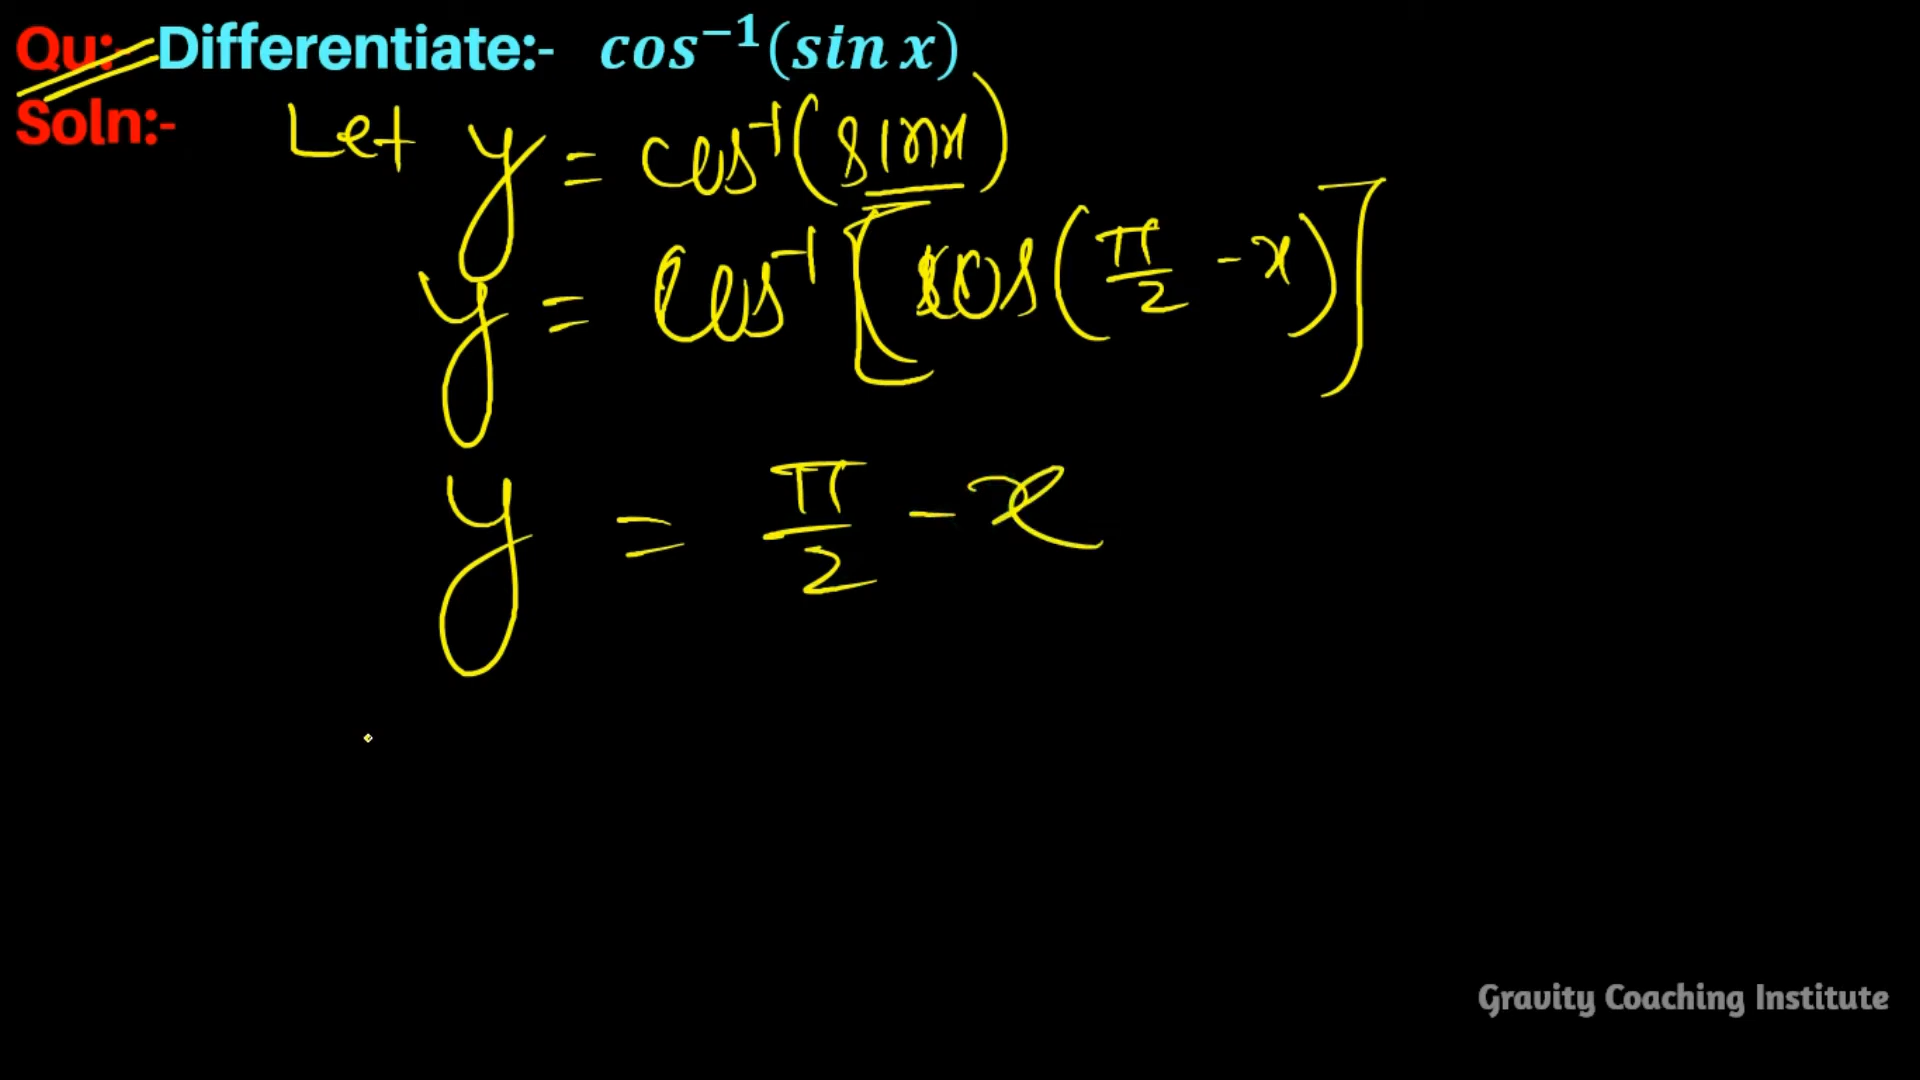 Qu:- Differentiate:- cos⁻¹(sin x)
Soln:- Let y = cos⁻¹(sinx)
y = cos⁻¹[cos(π/2 - x)]
y = π/2 - x
Gravity Coaching Institute